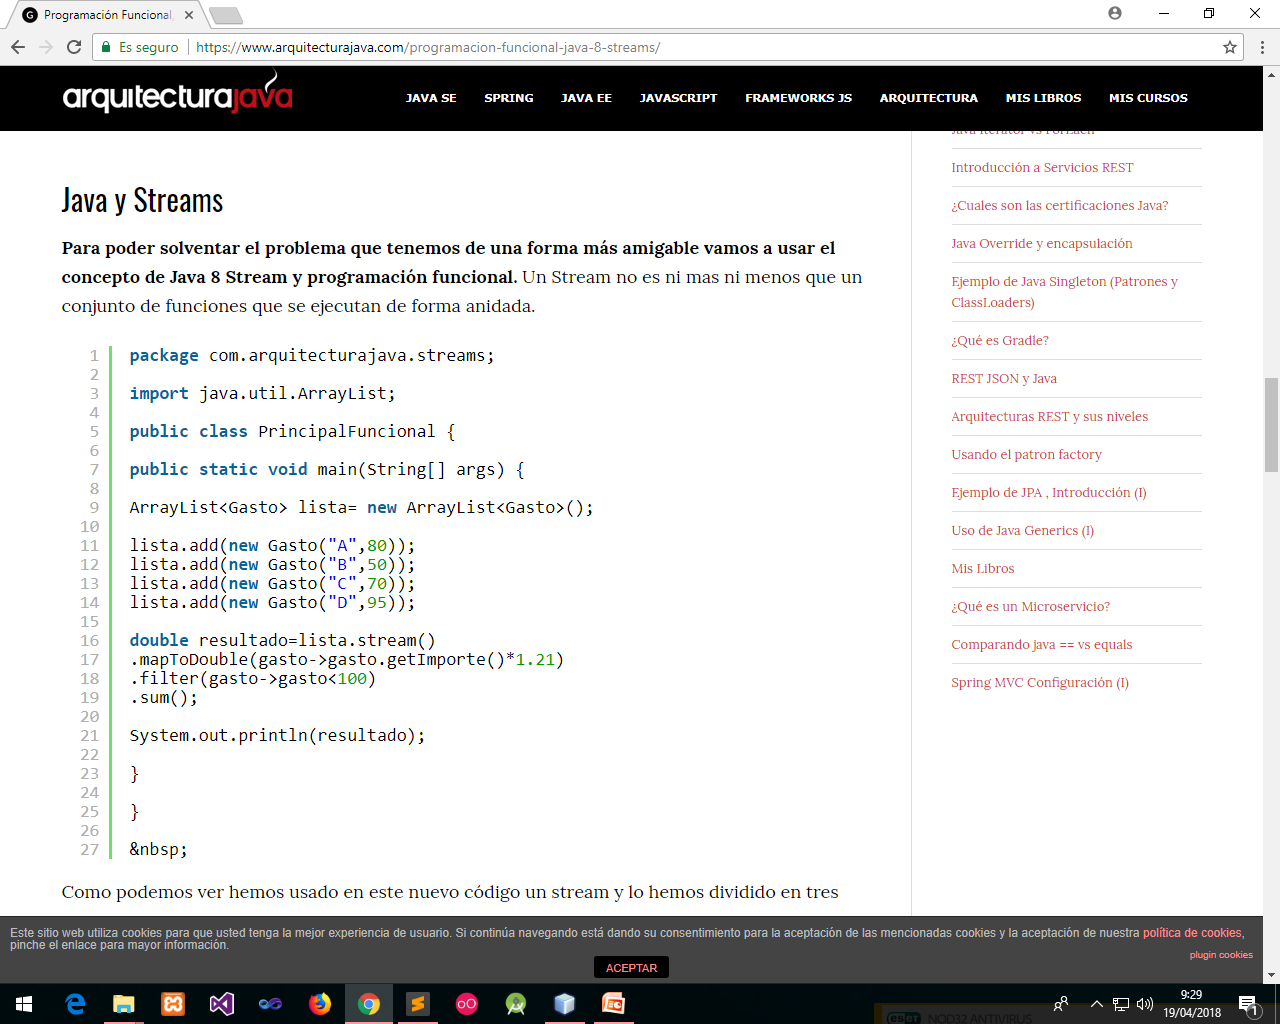 Programación Funcional,
Es seguro
https://www.arquitecturajava.com/programacion-funcional-java-8-streams/
arquitecturajava
JAVA SE
SPRING
JAVA EE
JAVASCRIPT
FRAMEWORKS JS
ARQUITECTURA
MIS LIBROS
MIS CURSOS
Java y Streams
Para poder solventar el problema que tenemos de una forma más amigable vamos a usar el
concepto de Java 8 Stream y programación funcional. Un Stream no es ni mas ni menos que un
conjunto de funciones que se ejecutan de forma anidada.
1 package com.arquitecturajava.streams;
2
3 import java.util.ArrayList;
4
5 public class PrincipalFuncional {
6
7 public static void main(String[] args) {
8
9 ArrayList<Gasto> lista= new ArrayList<Gasto>();
10
11 lista.add(new Gasto("A",80));
12 lista.add(new Gasto("B",50));
13 lista.add(new Gasto("C",70));
14 lista.add(new Gasto("D",95));
15
16 double resultado=lista.stream()
17 .mapToDouble(gasto->gasto.getImporte()*1.21)
18 .filter(gasto->gasto<100)
19 .sum();
20
21 System.out.println(resultado);
22
23 }
24
25 }
26
27 &nbsp;
Como podemos ver hemos usado en este nuevo código un stream y lo hemos dividido en tres
Java Iterator vs ForEach
Introducción a Servicios REST
¿Cuales son las certificaciones Java?
Java Override y encapsulación
Ejemplo de Java Singleton (Patrones y
ClassLoaders)
¿Qué es Gradle?
REST JSON y Java
Arquitecturas REST y sus niveles
Usando el patron factory
Ejemplo de JPA , Introducción (I)
Uso de Java Generics (I)
Mis Libros
¿Qué es un Microservicio?
Comparando java == vs equals
Spring MVC Configuración (I)
Este sitio web utiliza cookies para que usted tenga la mejor experiencia de usuario. Si continúa navegando está dando su consentimiento para la aceptación de las mencionadas cookies y la aceptación de nuestra política de cookies,
pinche el enlace para mayor información.
plugin cookies
ACEPTAR
9:29
19/04/2018
1
eset NOD32 ANTIVIRUS